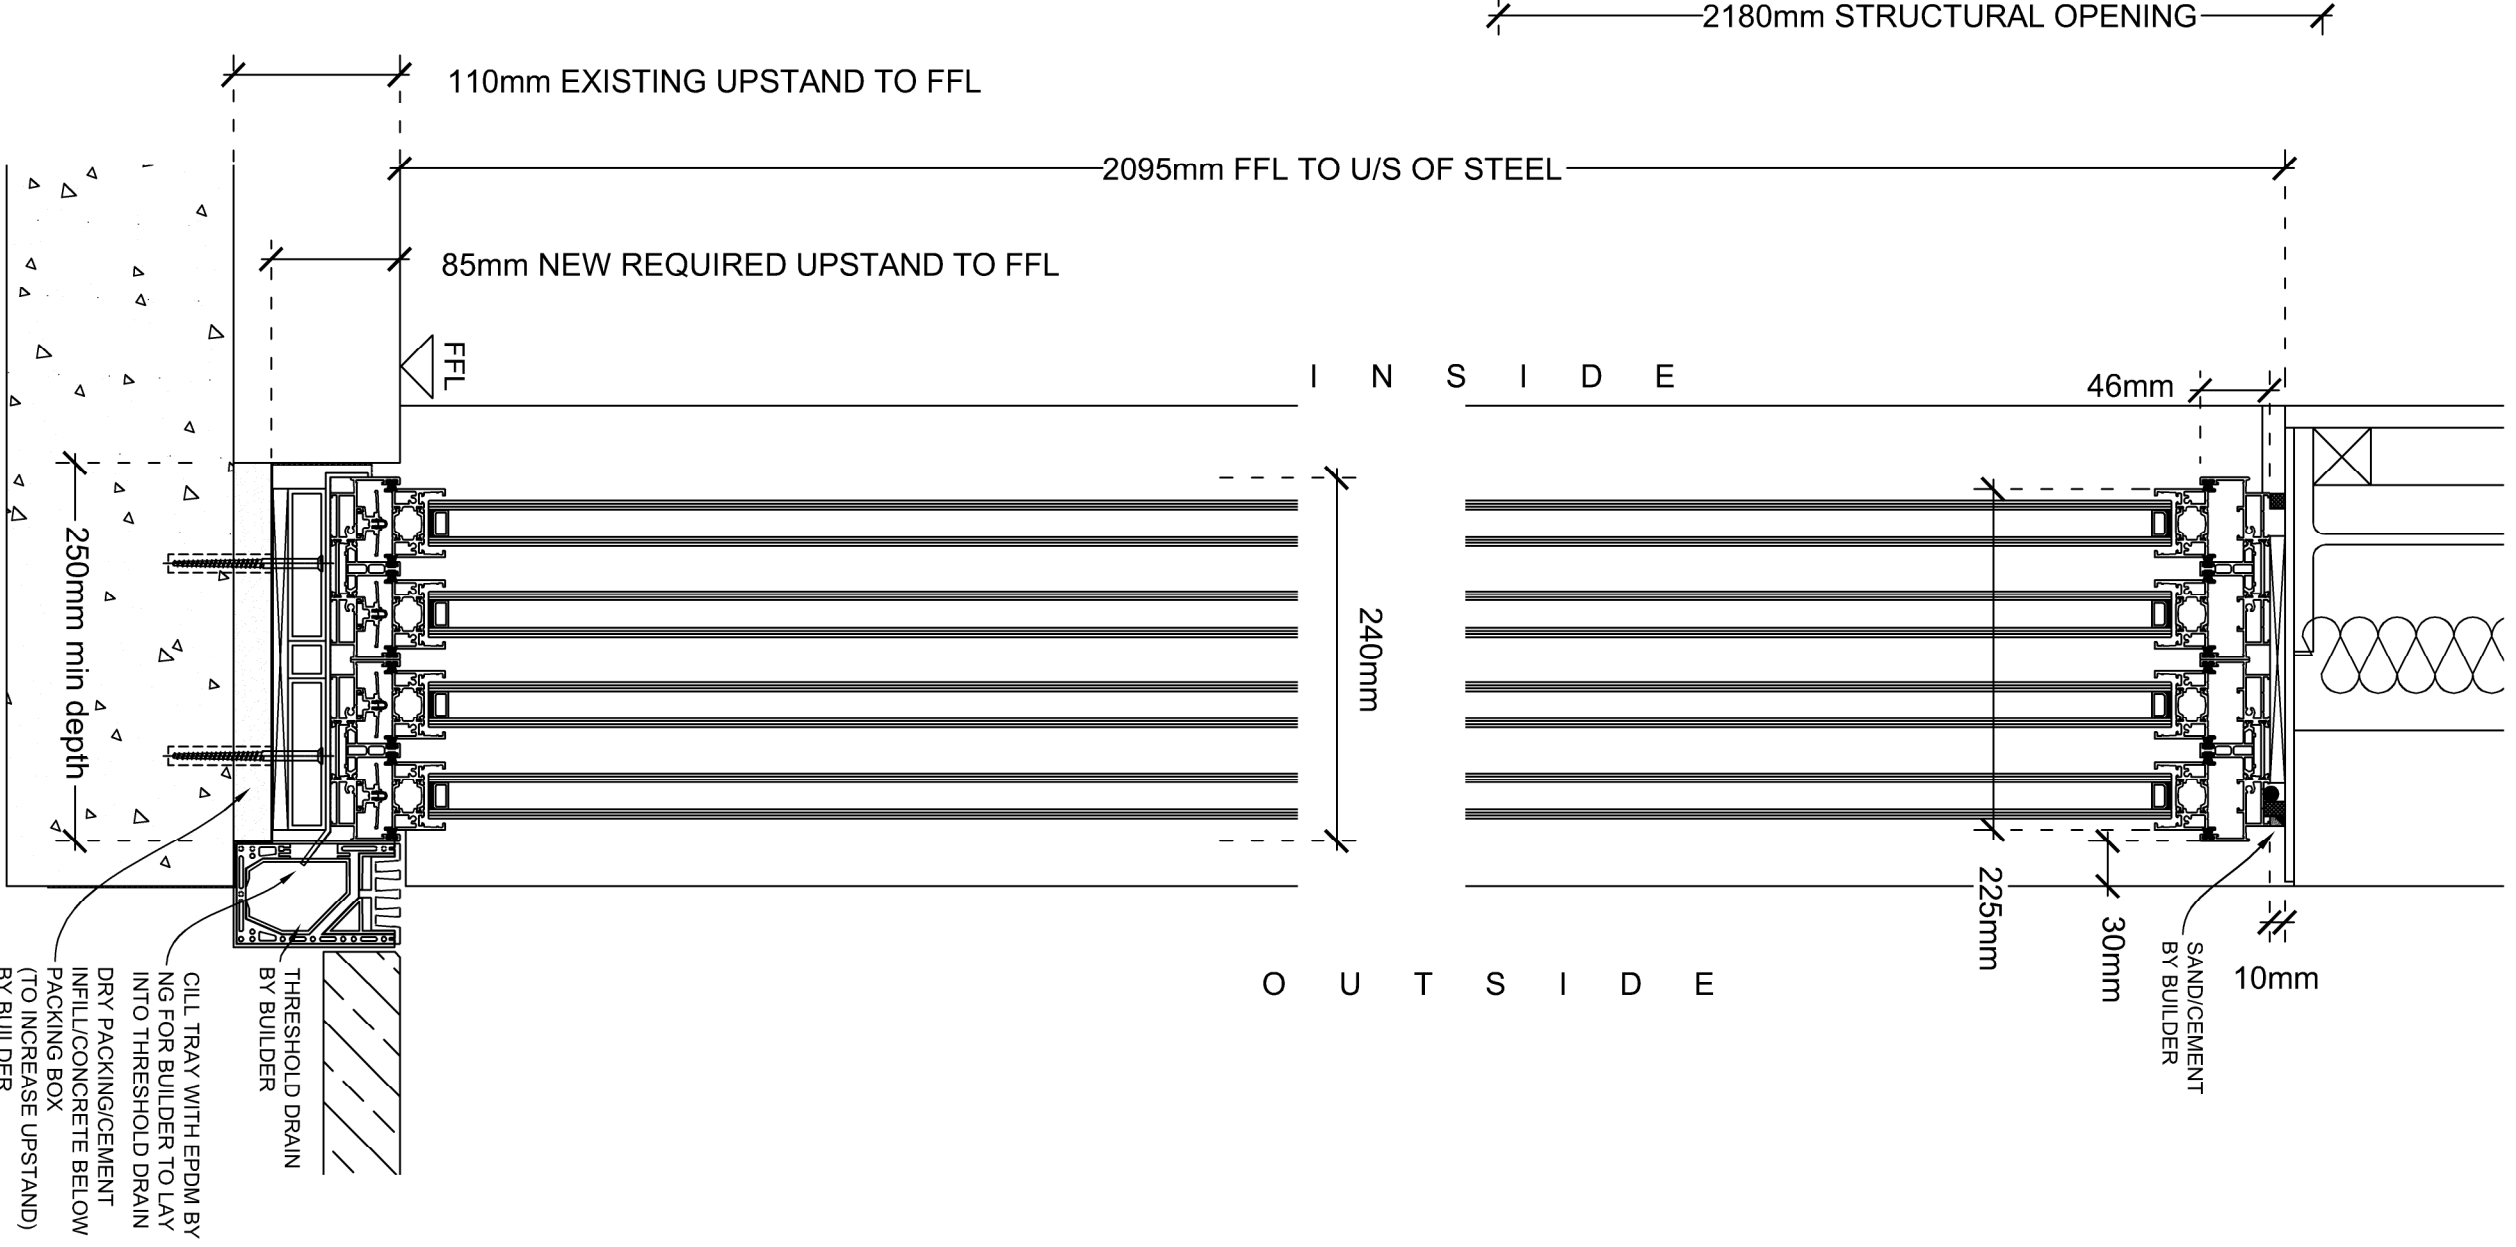 2180mm STRUCTURAL OPENING
110mm EXISTING UPSTAND TO FFL
2095mm FFL TO U/S OF STEEL
85mm NEW REQUIRED UPSTAND TO FFL
FFL
I N S I D E
46mm
250mm min depth
240mm
225mm
30mm
10mm
O U T S I D E
SAND/CEMENT
BY BUILDER
THRESHOLD DRAIN
BY BUILDER
CILL TRAY WITH EPDM BY
NG FOR BUILDER TO LAY
INTO THRESHOLD DRAIN
DRY PACKING/CEMENT
INFILL/CONCRETE BELOW
PACKING BOX
(TO INCREASE UPSTAND)
BY BUILDER